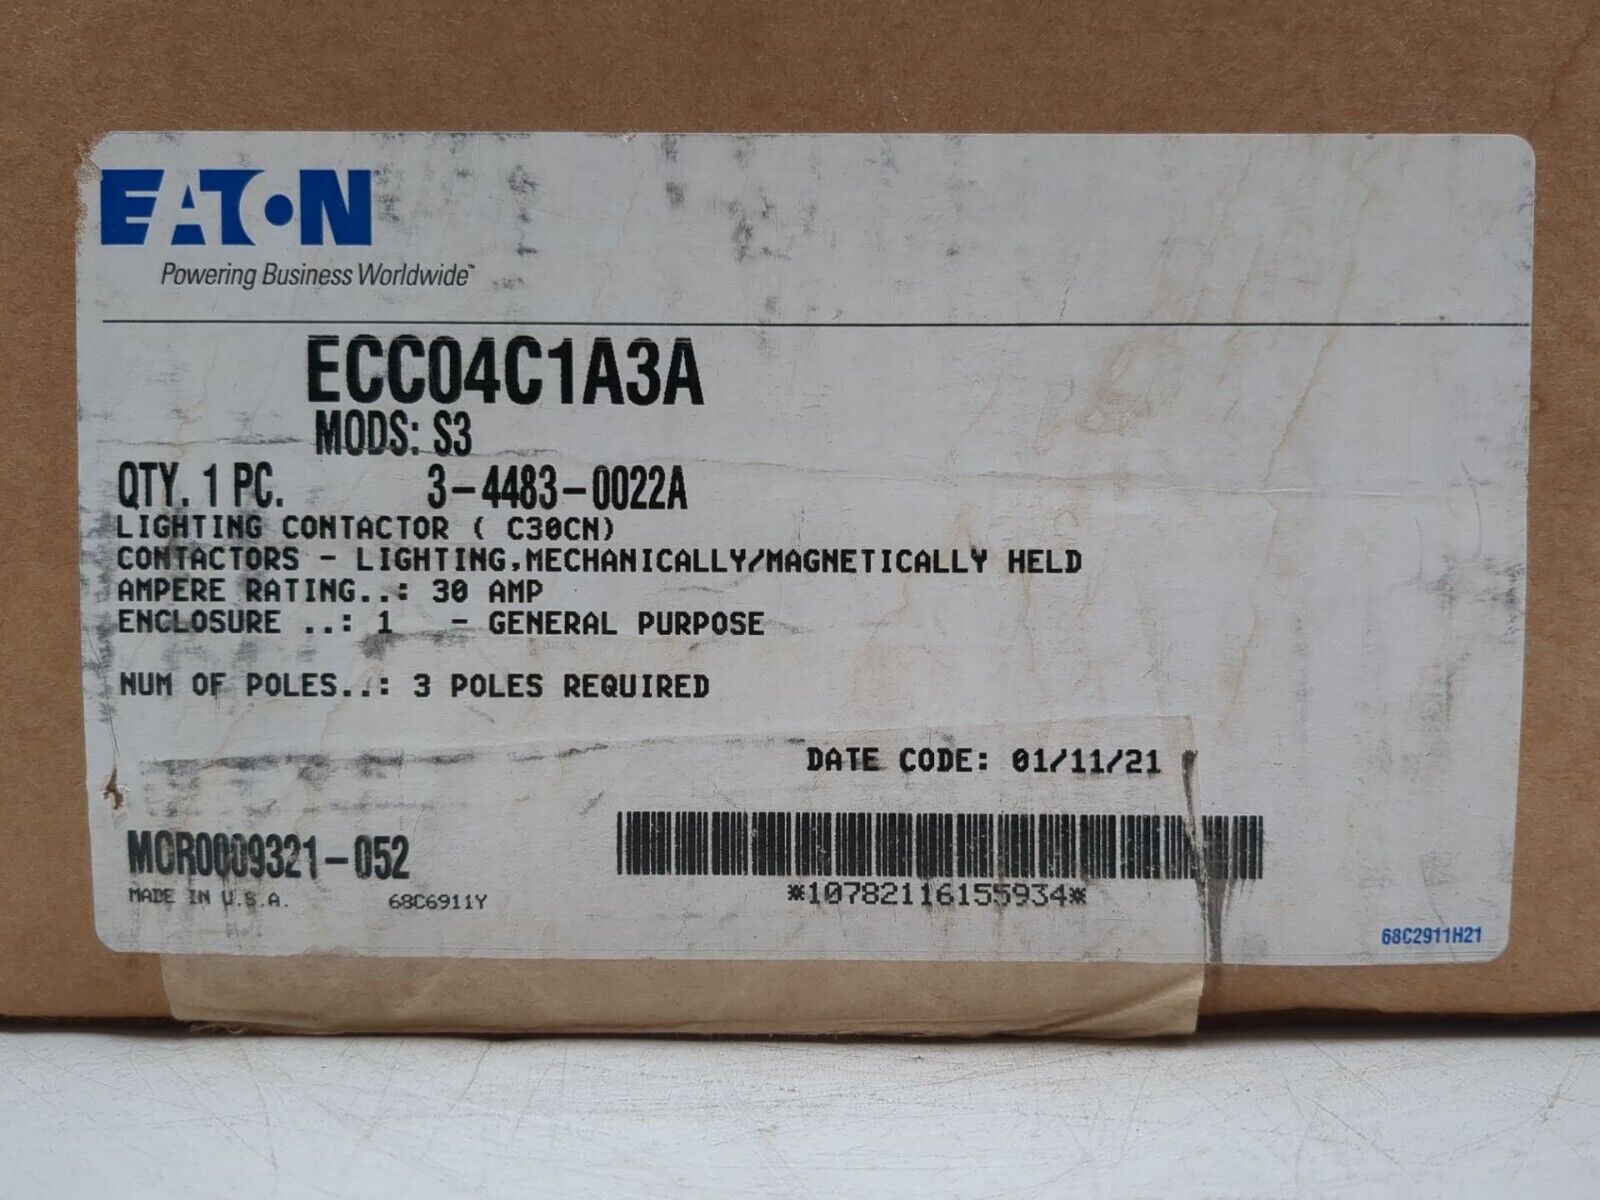 EATON
Powering Business Worldwide™
ECC04C1A3A
MODS: S3
QTY. 1 PC. 3-4483-0022A
LIGHTING CONTACTOR ( C30CN)
CONTACTORS - LIGHTING,MECHANICALLY/MAGNETICALLY HELD
AMPERE RATING..: 30 AMP
ENCLOSURE ..: 1 - GENERAL PURPOSE
NUM OF POLES..: 3 POLES REQUIRED
DATE CODE: 01/11/21
MCR0009321-052
MADE IN U.S.A. 68C6911Y
*10782116155934*
68C2911H21